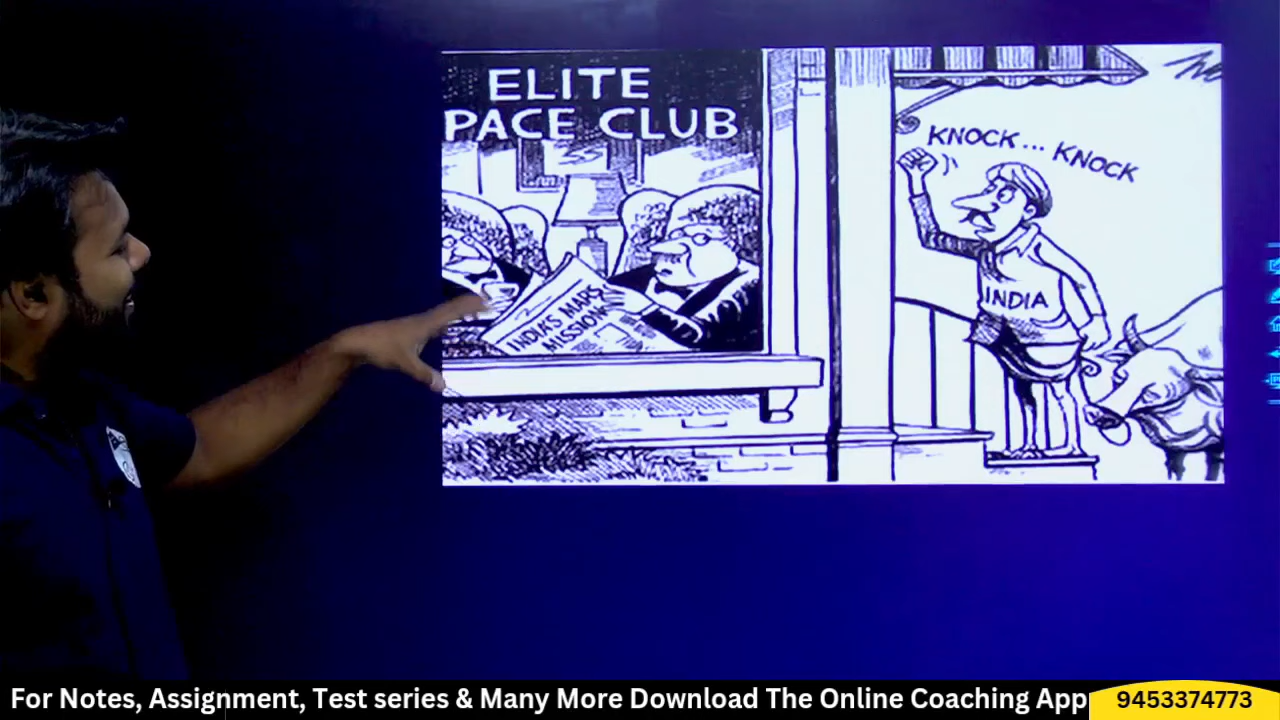 ELITE
PACE CLUB
KNOCK... KNOCK
INDIA'S MARS
MISSION
INDIA
For Notes, Assignment, Test series & Many More Download The Online Coaching App
9453374773